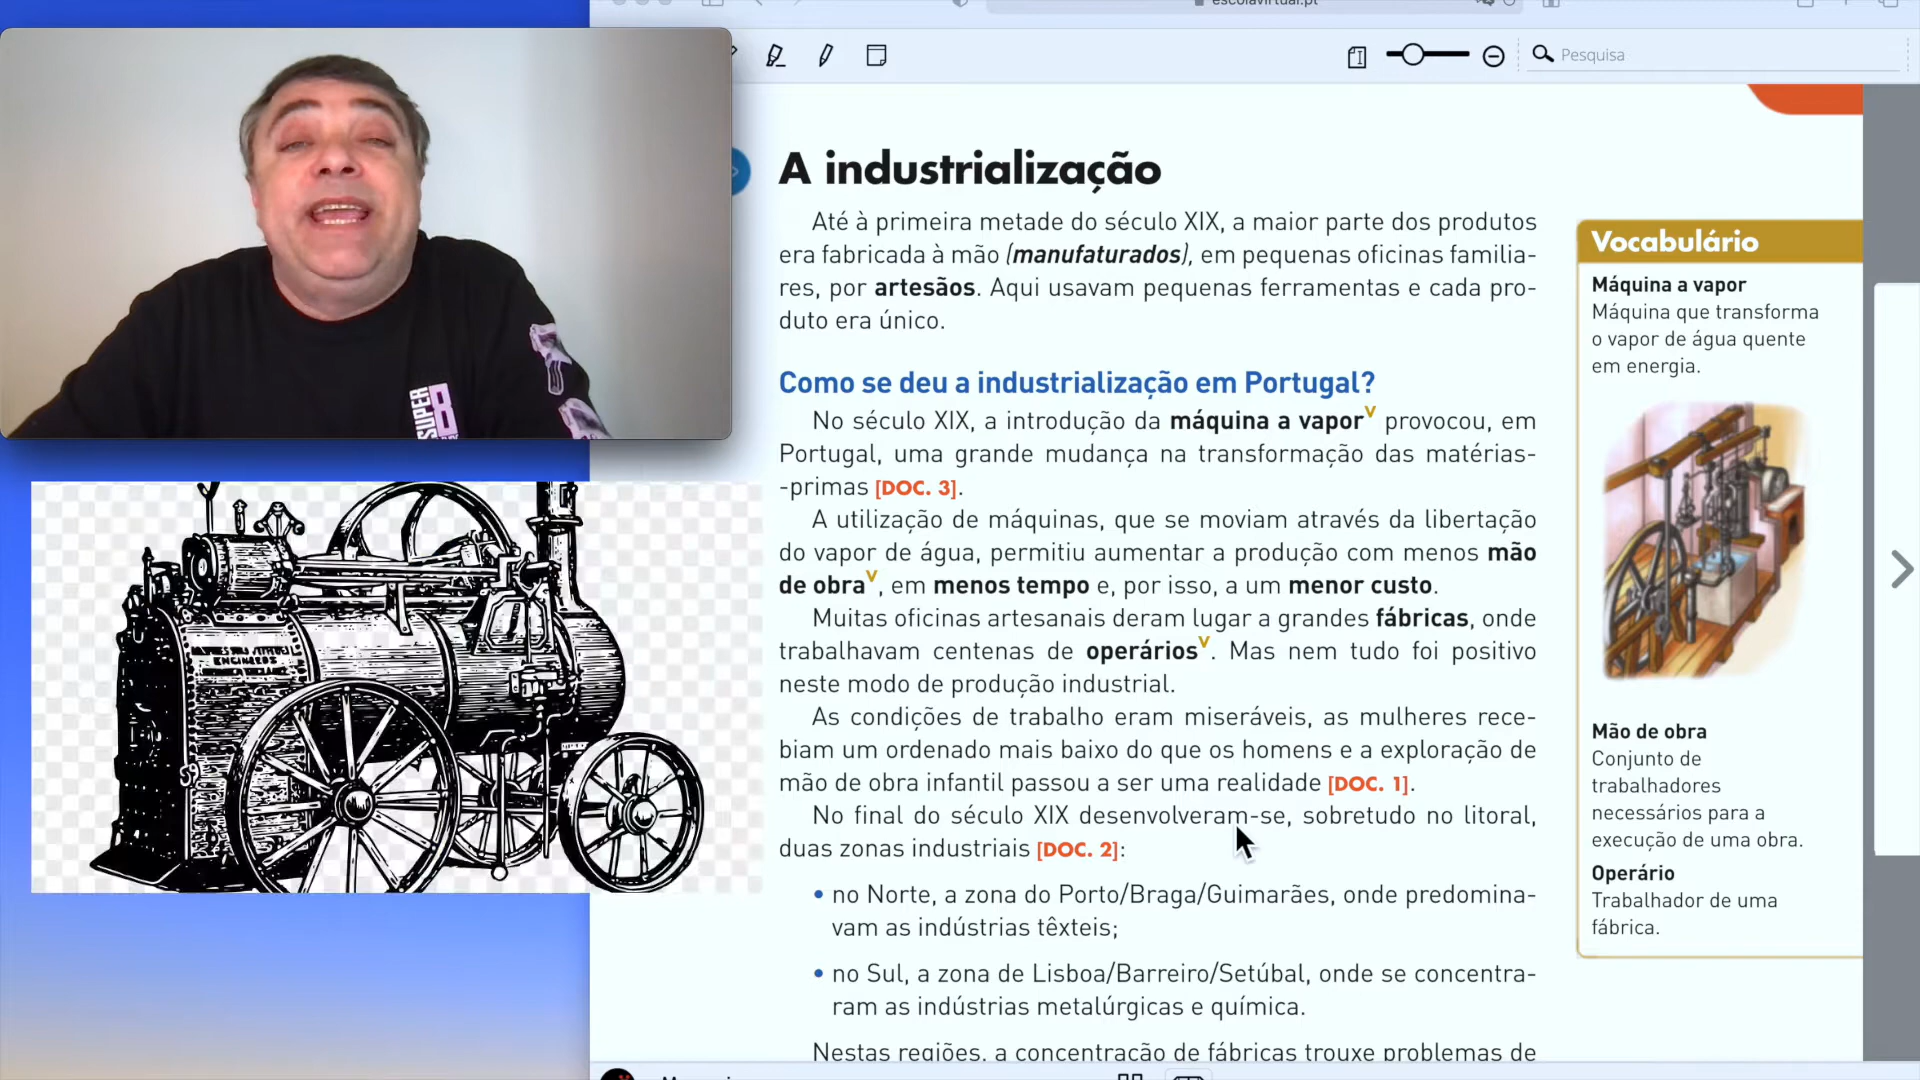 escolavirtual.pt
Pesquisa
A industrialização
Até à primeira metade do século XIX, a maior parte dos produtos
era fabricada à mão (manufaturados), em pequenas oficinas familia-
res, por artesãos. Aqui usavam pequenas ferramentas e cada pro-
duto era único.
Como se deu a industrialização em Portugal?
No século XIX, a introdução da máquina a vaporV provocou, em
Portugal, uma grande mudança na transformação das matérias-
-primas [DOC. 3].
A utilização de máquinas, que se moviam através da libertação
do vapor de água, permitiu aumentar a produção com menos mão
de obraV, em menos tempo e, por isso, a um menor custo.
Muitas oficinas artesanais deram lugar a grandes fábricas, onde
trabalhavam centenas de operáriosV. Mas nem tudo foi positivo
neste modo de produção industrial.
As condições de trabalho eram miseráveis, as mulheres rece-
biam um ordenado mais baixo do que os homens e a exploração de
mão de obra infantil passou a ser uma realidade [DOC. 1].
No final do século XIX desenvolveram-se, sobretudo no litoral,
duas zonas industriais [DOC. 2]:
• no Norte, a zona do Porto/Braga/Guimarães, onde predomina-
vam as indústrias têxteis;
• no Sul, a zona de Lisboa/Barreiro/Setúbal, onde se concentra-
ram as indústrias metalúrgicas e química.
Nestas regiões, a concentração de fábricas trouxe problemas de
Vocabulário
Máquina a vapor
Máquina que transforma
o vapor de água quente
em energia.
Mão de obra
Conjunto de
trabalhadores
necessários para a
execução de uma obra.
Operário
Trabalhador de uma
fábrica.
SUPER
8
ENGINEERS